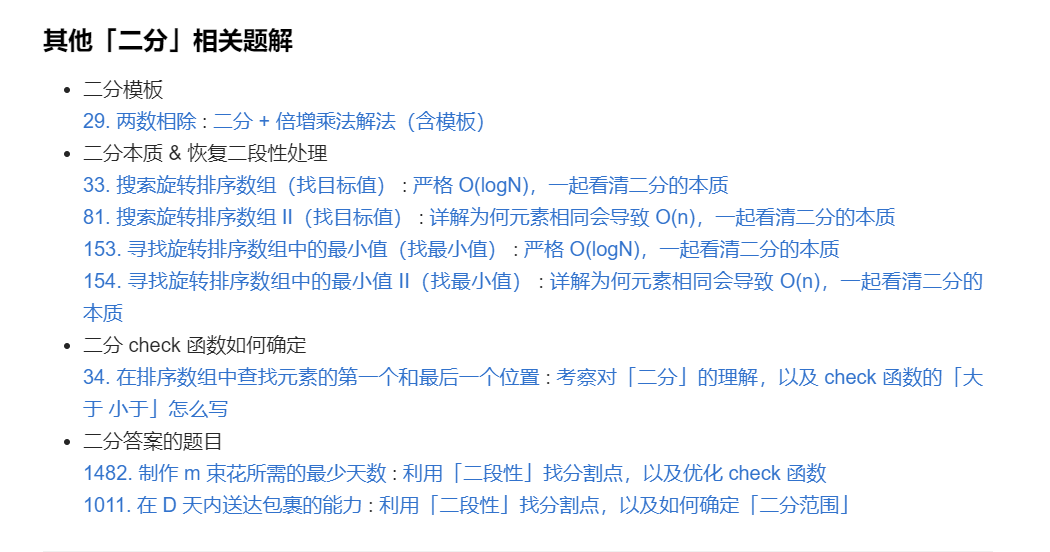 其他「二分」相关题解
二分模板
29. 两数相除 : 二分 + 倍增乘法解法（含模板）
二分本质 & 恢复二段性处理
33. 搜索旋转排序数组（找目标值） : 严格 O(logN)，一起看清二分的本质
81. 搜索旋转排序数组 II（找目标值） : 详解为何元素相同会导致 O(n)，一起看清二分的本质
153. 寻找旋转排序数组中的最小值（找最小值） : 严格 O(logN)，一起看清二分的本质
154. 寻找旋转排序数组中的最小值 II（找最小值） : 详解为何元素相同会导致 O(n)，一起看清二分的
本质
二分 check 函数如何确定
34. 在排序数组中查找元素的第一个和最后一个位置 : 考察对「二分」的理解，以及 check 函数的「大
于 小于」怎么写
二分答案的题目
1482. 制作 m 束花所需的最少天数 : 利用「二段性」找分割点，以及优化 check 函数
1011. 在 D 天内送达包裹的能力 : 利用「二段性」找分割点，以及如何确定「二分范围」